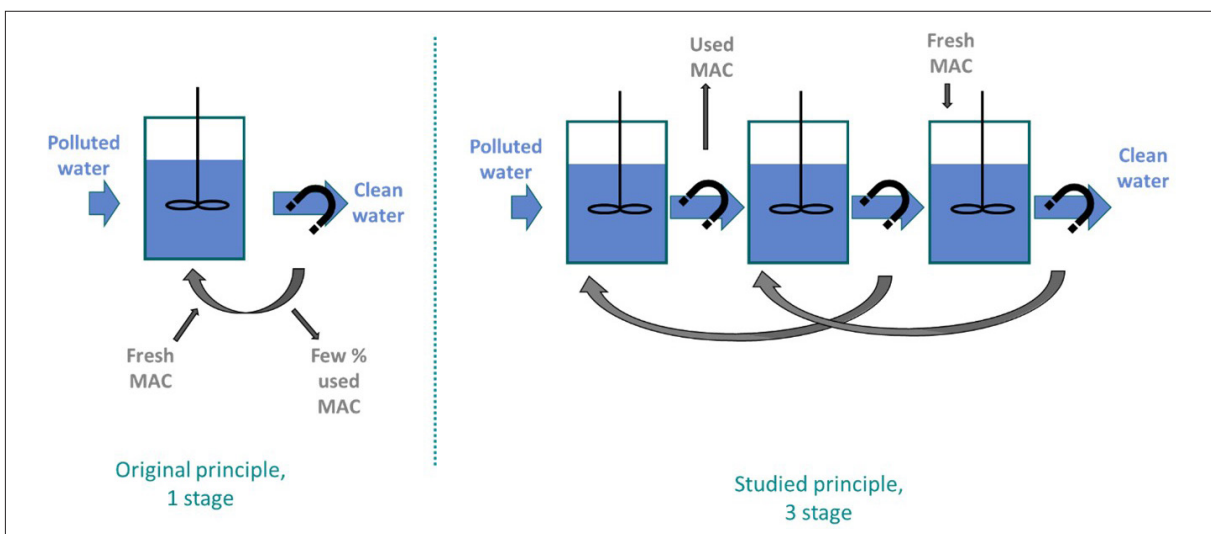 Polluted
water
Clean
water
Fresh
MAC
Few %
used
MAC
Original principle,
1 stage
Used
MAC
Fresh
MAC
Polluted
water
Clean
water
Studied principle,
3 stage